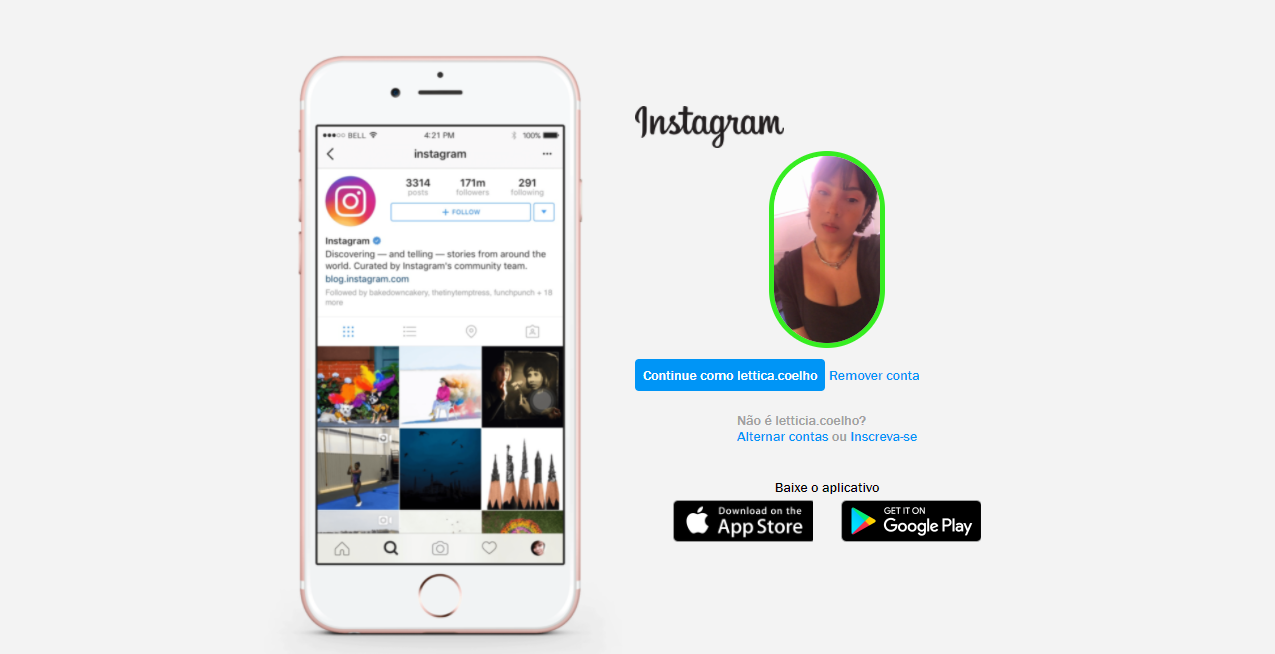 BELL
4:21 PM
100%
instagram
3314
171m
291
posts
followers
following
+ FOLLOW
Instagram
Discovering — and telling — stories from around the
world. Curated by Instagram's community team.
blog.instagram.com
Followed by bakedowncakery, thetinytemptress, funchpunch + 18
more
Instagram
Continue como lettica.coelho
Remover conta
Não é letticia.coelho?
Alternar contas ou Inscreva-se
Baixe o aplicativo
Download on the
App Store
GET IT ON
Google Play